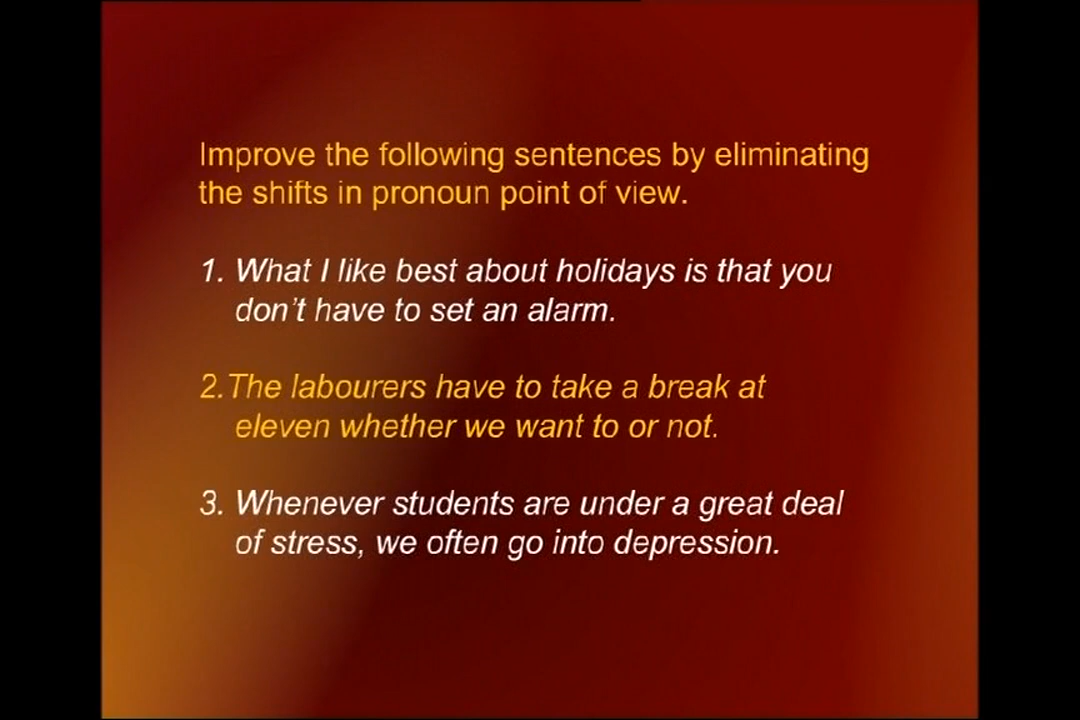 Improve the following sentences by eliminating
the shifts in pronoun point of view.
1. What I like best about holidays is that you
don't have to set an alarm.
2.The labourers have to take a break at
eleven whether we want to or not.
3. Whenever students are under a great deal
of stress, we often go into depression.